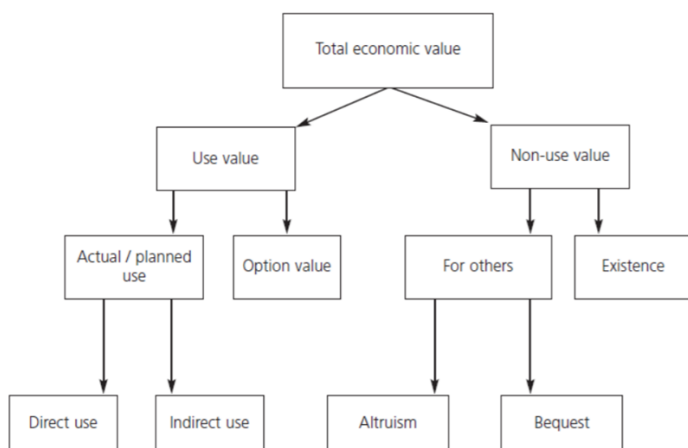 Total economic value
Use value
Non-use value
Actual / planned
use
Option value
For others
Existence
Direct use
Indirect use
Altruism
Bequest